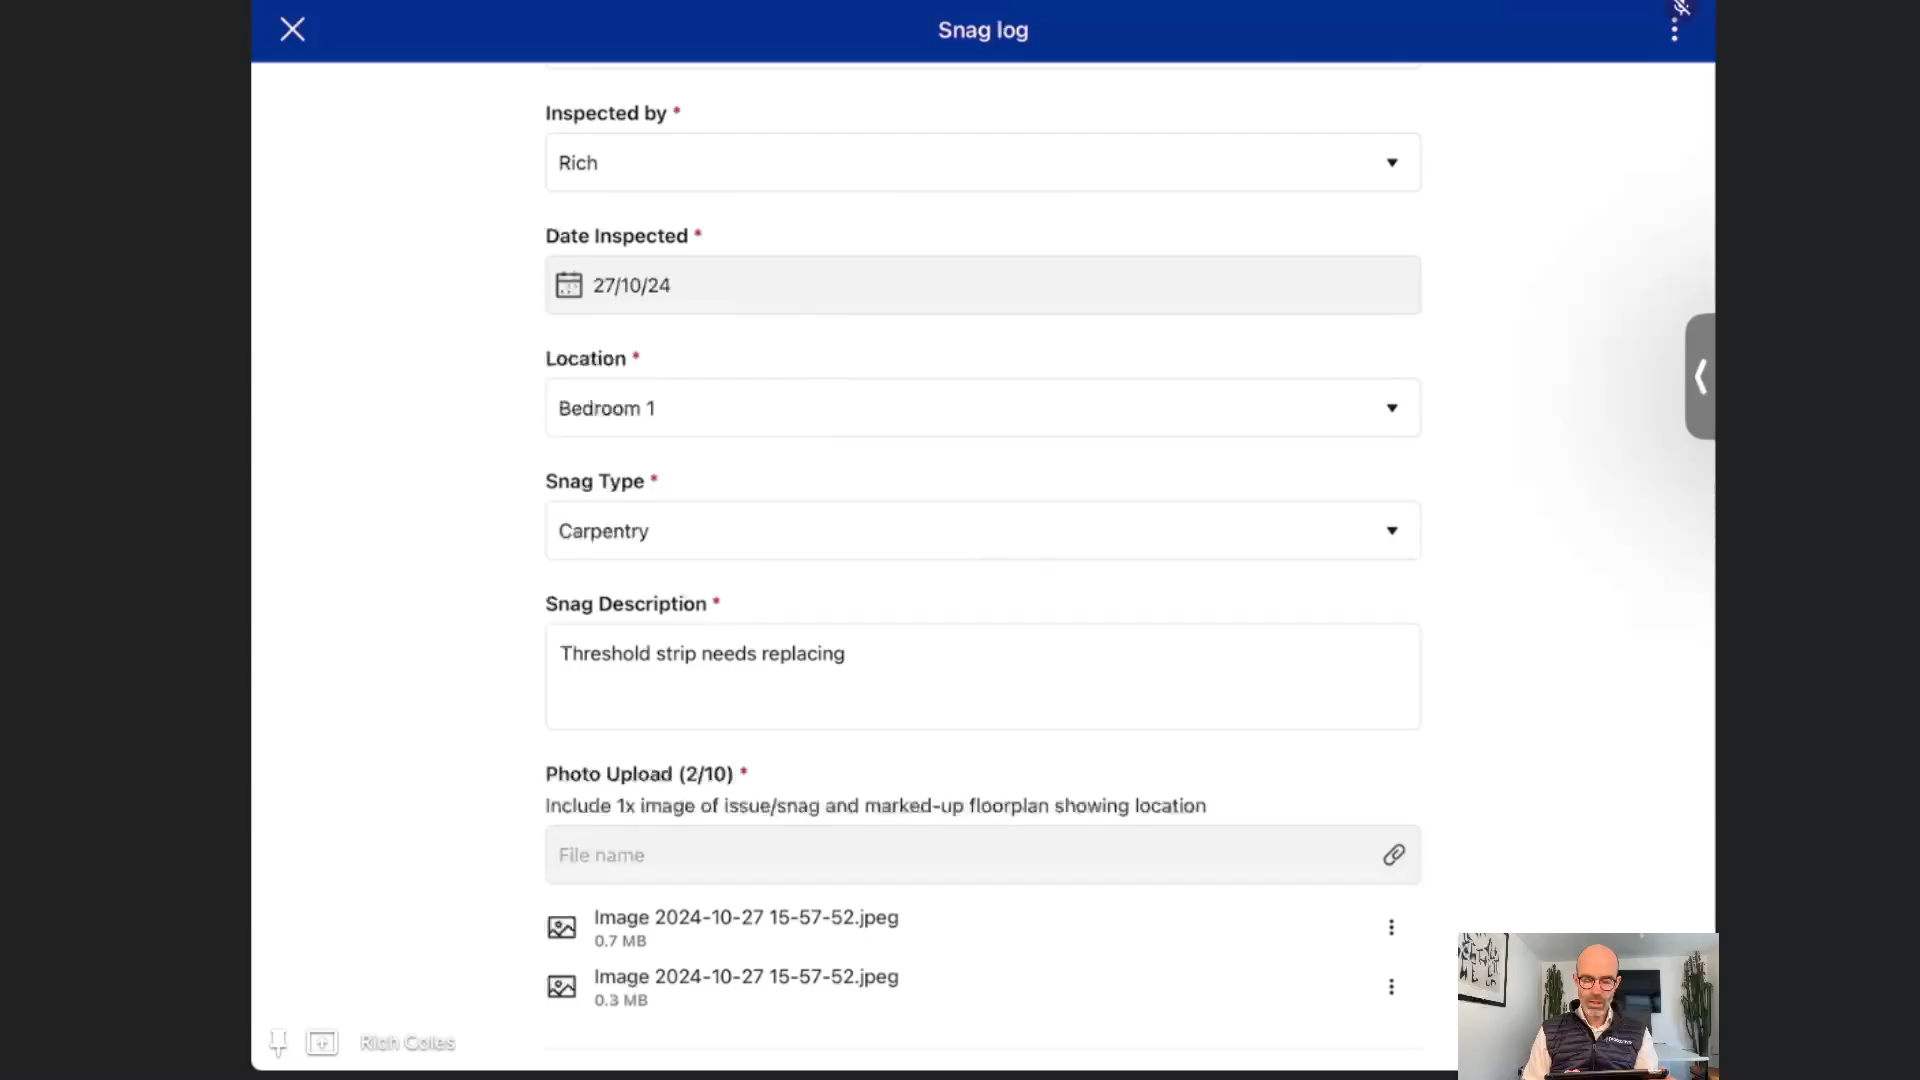 Snag log
Inspected by *
Rich
Date Inspected *
27/10/24
Location *
Bedroom 1
Snag Type *
Carpentry
Snag Description *
Threshold strip needs replacing
Photo Upload (2/10) *
Include 1x image of issue/snag and marked-up floorplan showing location
File name
Image 2024-10-27 15-57-52.jpeg
0.7 MB
Image 2024-10-27 15-57-52.jpeg
0.3 MB
Rich Coles